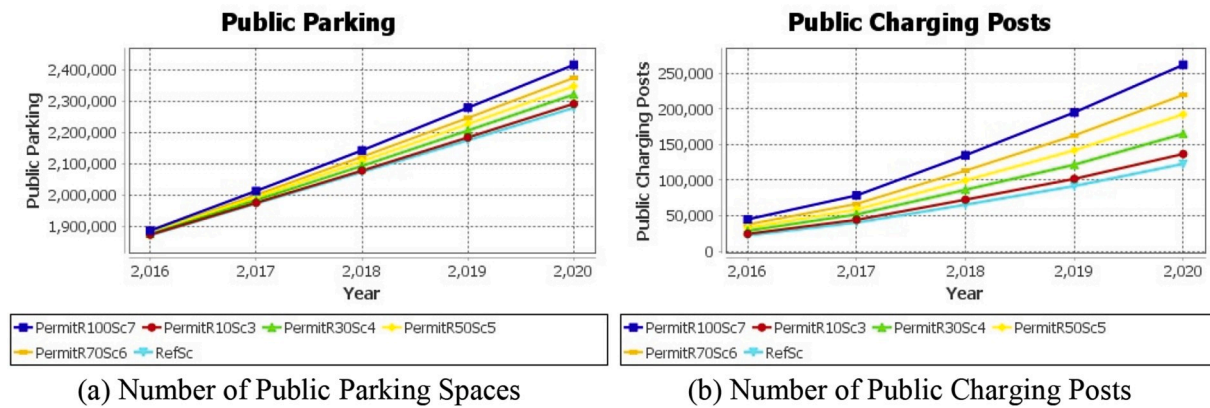 Public Parking
2,400,000
2,300,000
2,200,000
2,100,000
2,000,000
1,900,000
Public Parking
2,016 2,017 2,018 2,019 2,020
Year
PermitR100Sc7 PermitR10Sc3 PermitR30Sc4 PermitR50Sc5
PermitR70Sc6 RefSc
(a) Number of Public Parking Spaces
Public Charging Posts
250,000
200,000
150,000
100,000
50,000
0
Public Charging Posts
2,016 2,017 2,018 2,019 2,020
Year
PermitR100Sc7 PermitR10Sc3 PermitR30Sc4 PermitR50Sc5
PermitR70Sc6 RefSc
(b) Number of Public Charging Posts